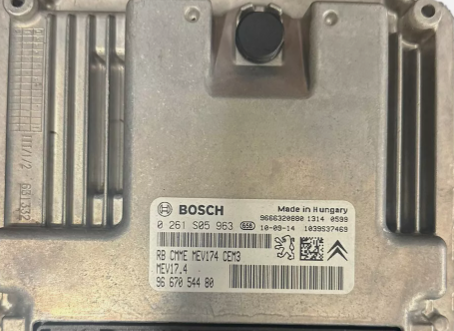 BOSCH
Made in Hungary
9666320880 1314 0599
0 261 S05 963 10-09-14 1039S37469
RB CMME MEV174 CEM3
MEV17.4
96 670 544 80